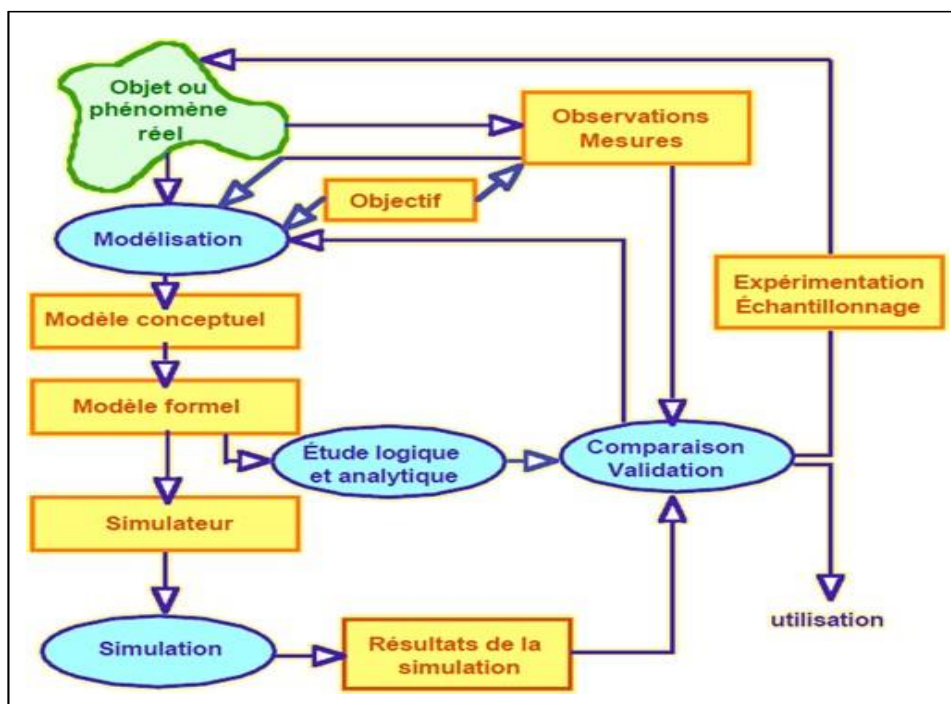 Objet ou
phénomène
réel
Observations
Mesures
Objectif
Modélisation
Expérimentation
Échantillonnage
Modèle conceptuel
Modèle formel
Étude logique
et analytique
Comparaison
Validation
Simulateur
Simulation
Résultats de la
simulation
utilisation